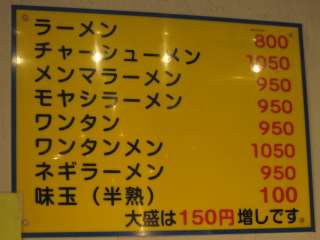 ラーメン 800
チャーシューメン 1050
メンマラーメン 950
モヤシラーメン 950
ワンタン 950
ワンタンメン 1050
ネギラーメン 950
味玉（半熟） 100
大盛は150円増しです。